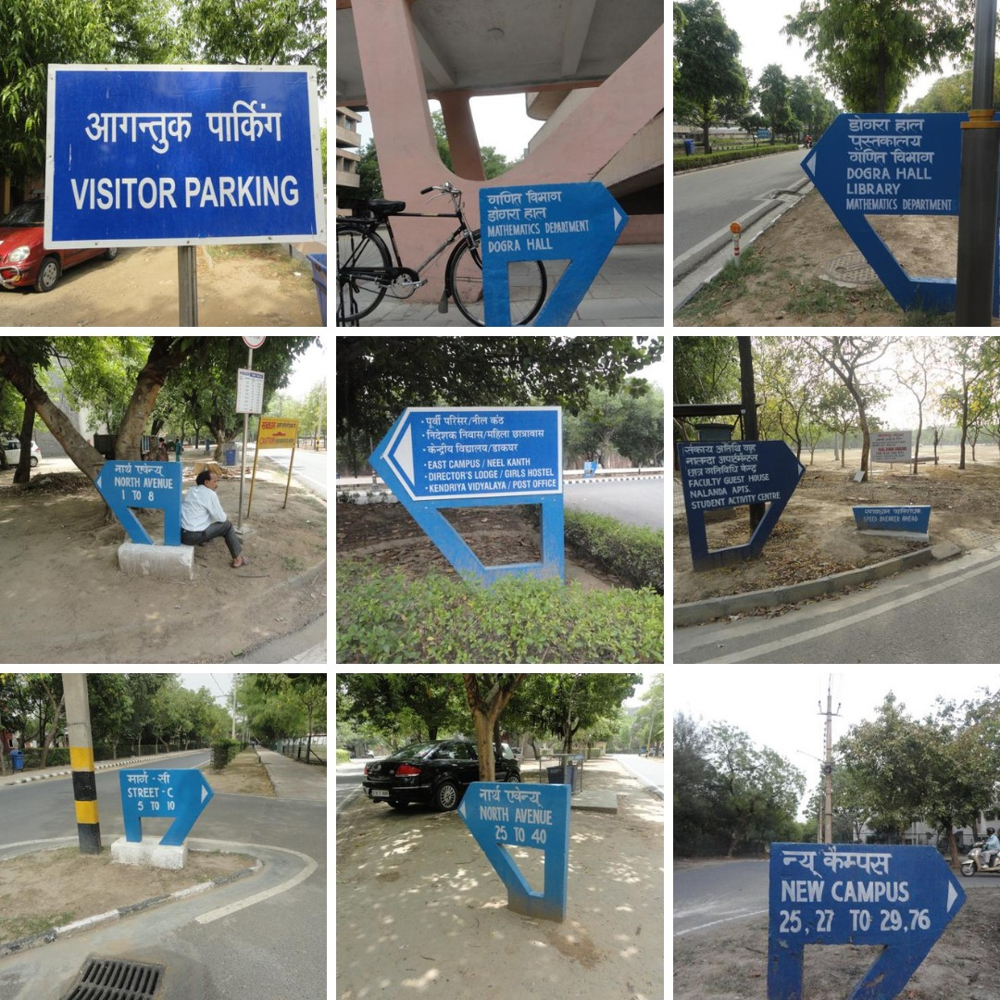 आगन्तुक पार्किंग
VISITOR PARKING
गणित विभाग
डोगरा हाल
MATHEMATICS DEPARTMENT
DOGRA HALL
डोगरा हाल
पुस्तकालय
गणित विभाग
DOGRA HALL
LIBRARY
MATHEMATICS DEPARTMENT
नार्थ एवेन्यू
NORTH AVENUE
1 TO 8
• पूर्वी परिसर/नील कंठ
• निदेशक निवास/महिला छात्रावास
• केन्द्रीय विद्यालय/डाकघर
• EAST CAMPUS / NEEL KANTH
• DIRECTOR'S LODGE / GIRLS HOSTEL
• KENDRIYA VIDYALAYA / POST OFFICE
संकाय अतिथि गृह
नालन्दा अपार्टमेन्टस
छात्र गतिविधि केन्द्र
FACULTY GUEST HOUSE
NALANDA APTS.
STUDENT ACTIVITY CENTRE
SPEED BREAKER AHEAD
मार्ग - सी
STREET - C
5 TO 10
नार्थ एवेन्यू
NORTH AVENUE
25 TO 40
न्यू कैम्पस
NEW CAMPUS
25, 27 TO 29,76